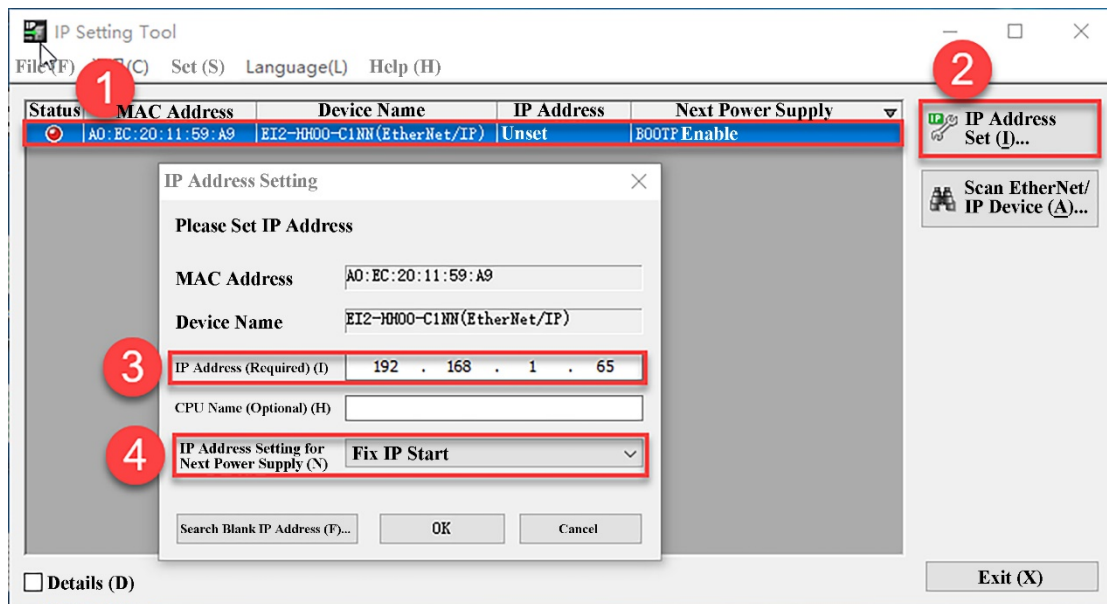 IP Setting Tool
File (F) (C) Set (S) Language(L) Help (H)
1
2
Status MAC Address Device Name IP Address Next Power Supply
A0:EC:20:11:59:A9 EI2-HH00-C1NN(EtherNet/IP) Unset BOOTP Enable
IP Address
Set (I)...
Scan EtherNet/
IP Device (A)...
IP Address Setting
Please Set IP Address
MAC Address A0:EC:20:11:59:A9
Device Name EI2-HH00-C1NN(EtherNet/IP)
3
IP Address (Required) (I) 192 . 168 . 1 . 65
CPU Name (Optional) (H)
4
IP Address Setting for
Next Power Supply (N)
Fix IP Start
Search Blank IP Address (F)... OK Cancel
Details (D)
Exit (X)